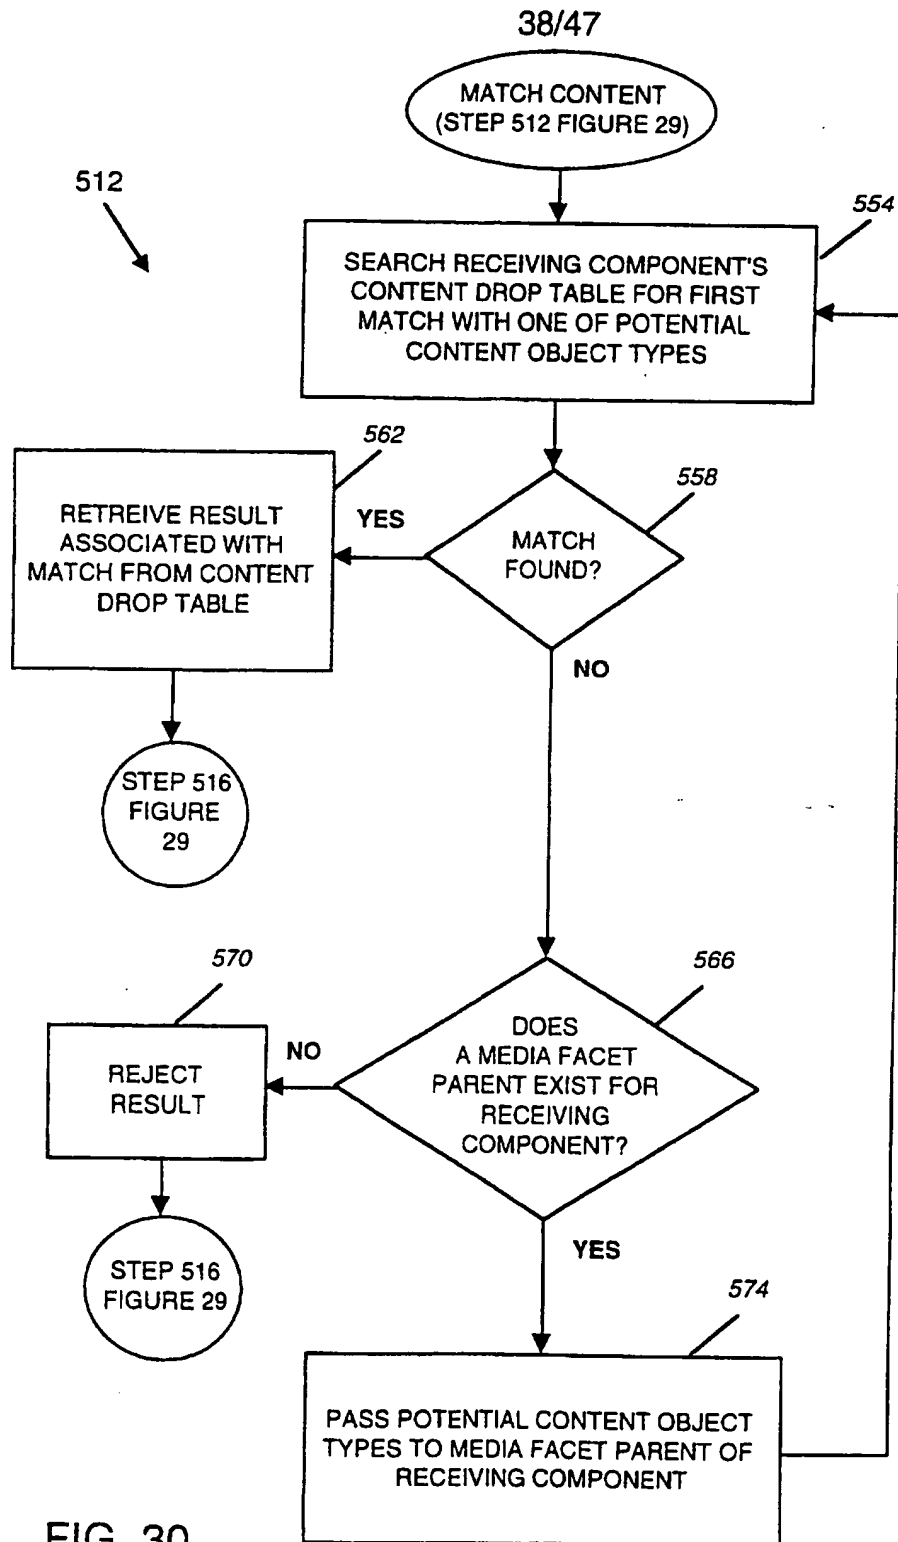 38/47
MATCH CONTENT
(STEP 512 FIGURE 29)
512
554
SEARCH RECEIVING COMPONENT'S
CONTENT DROP TABLE FOR FIRST
MATCH WITH ONE OF POTENTIAL
CONTENT OBJECT TYPES
562
558
RETREIVE RESULT
ASSOCIATED WITH
MATCH FROM CONTENT
DROP TABLE
YES
MATCH
FOUND?
NO
STEP 516
FIGURE
29
570
566
REJECT
RESULT
NO
DOES
A MEDIA FACET
PARENT EXIST FOR
RECEIVING
COMPONENT?
STEP 516
FIGURE 29
YES
574
PASS POTENTIAL CONTENT OBJECT
TYPES TO MEDIA FACET PARENT OF
RECEIVING COMPONENT
FIG. 30